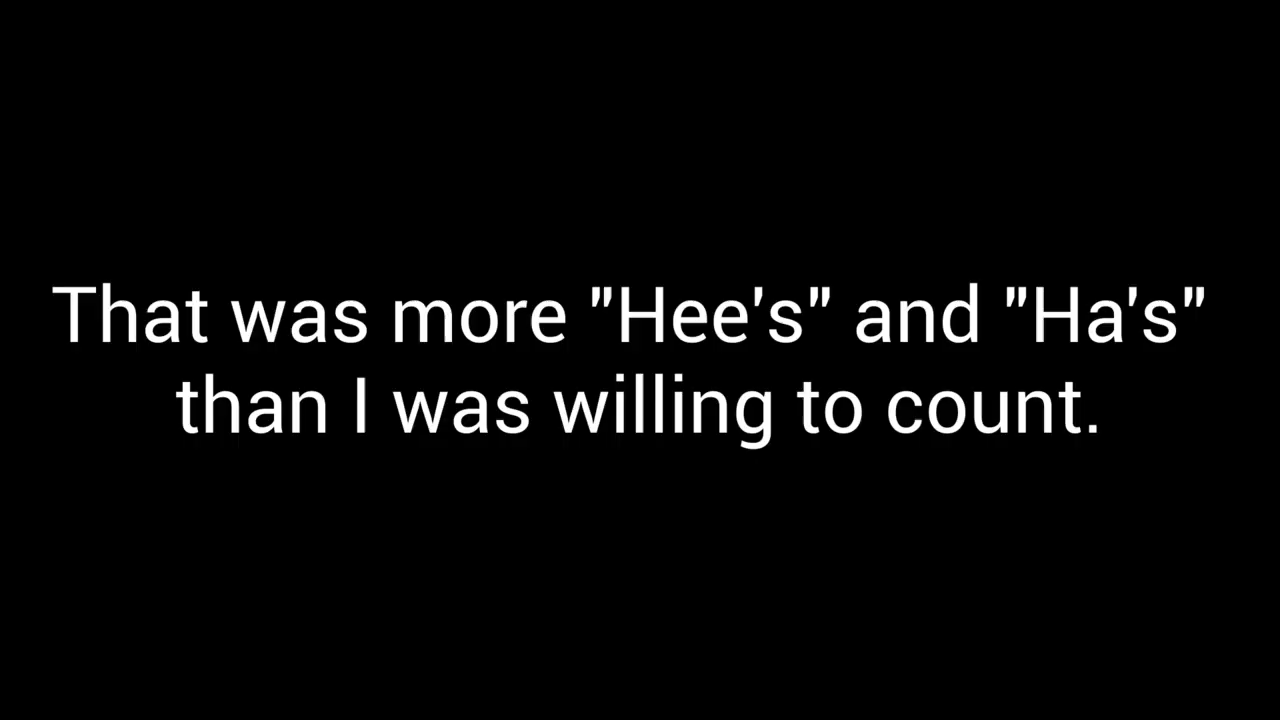 That was more "Hee's" and "Ha's"
than I was willing to count.